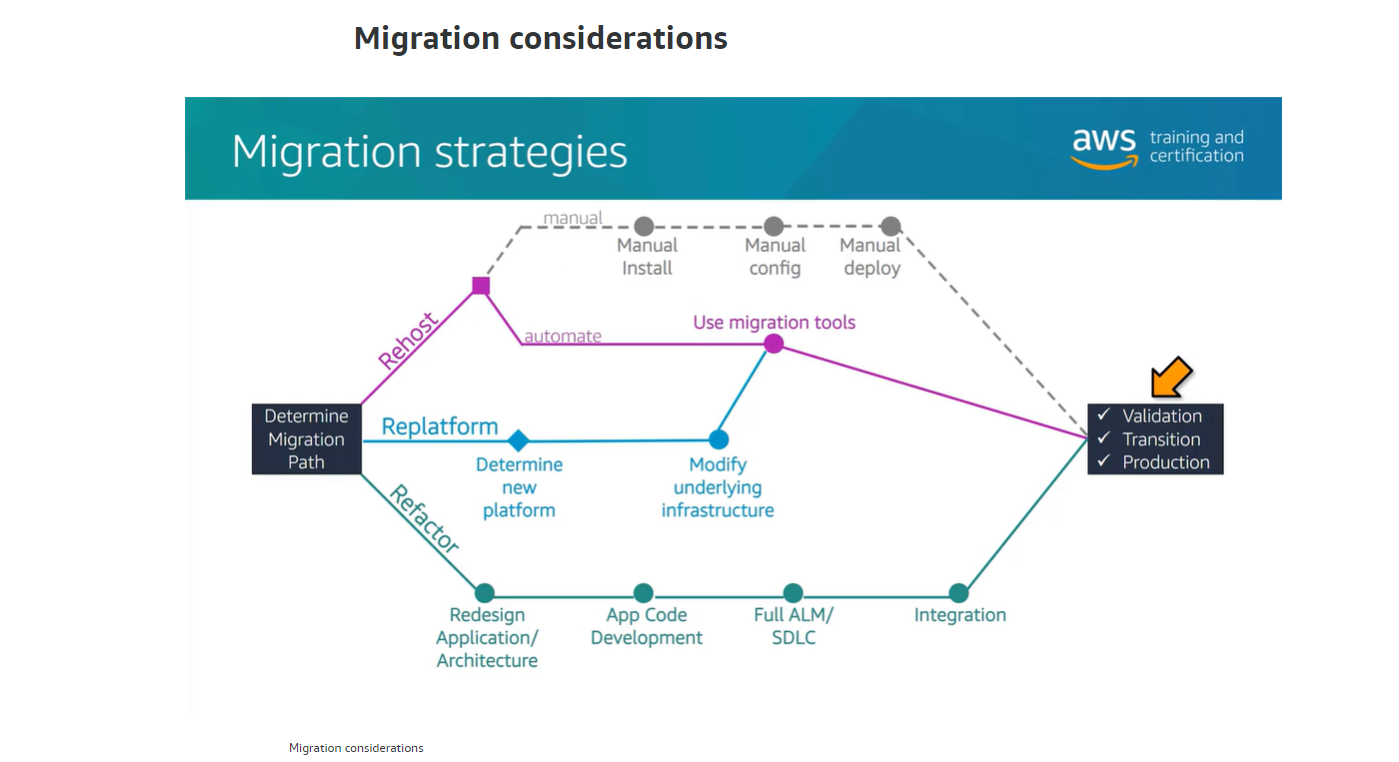 Migration considerations
Migration strategies
aws
training and
certification
manual
Manual
Install
Manual
config
Manual
deploy
Rehost
automate
Use migration tools
Determine
Migration
Path
Replatform
Determine
new
platform
Modify
underlying
infrastructure
✓ Validation
✓ Transition
✓ Production
Refactor
Redesign
Application/
Architecture
App Code
Development
Full ALM/
SDLC
Integration
Migration considerations